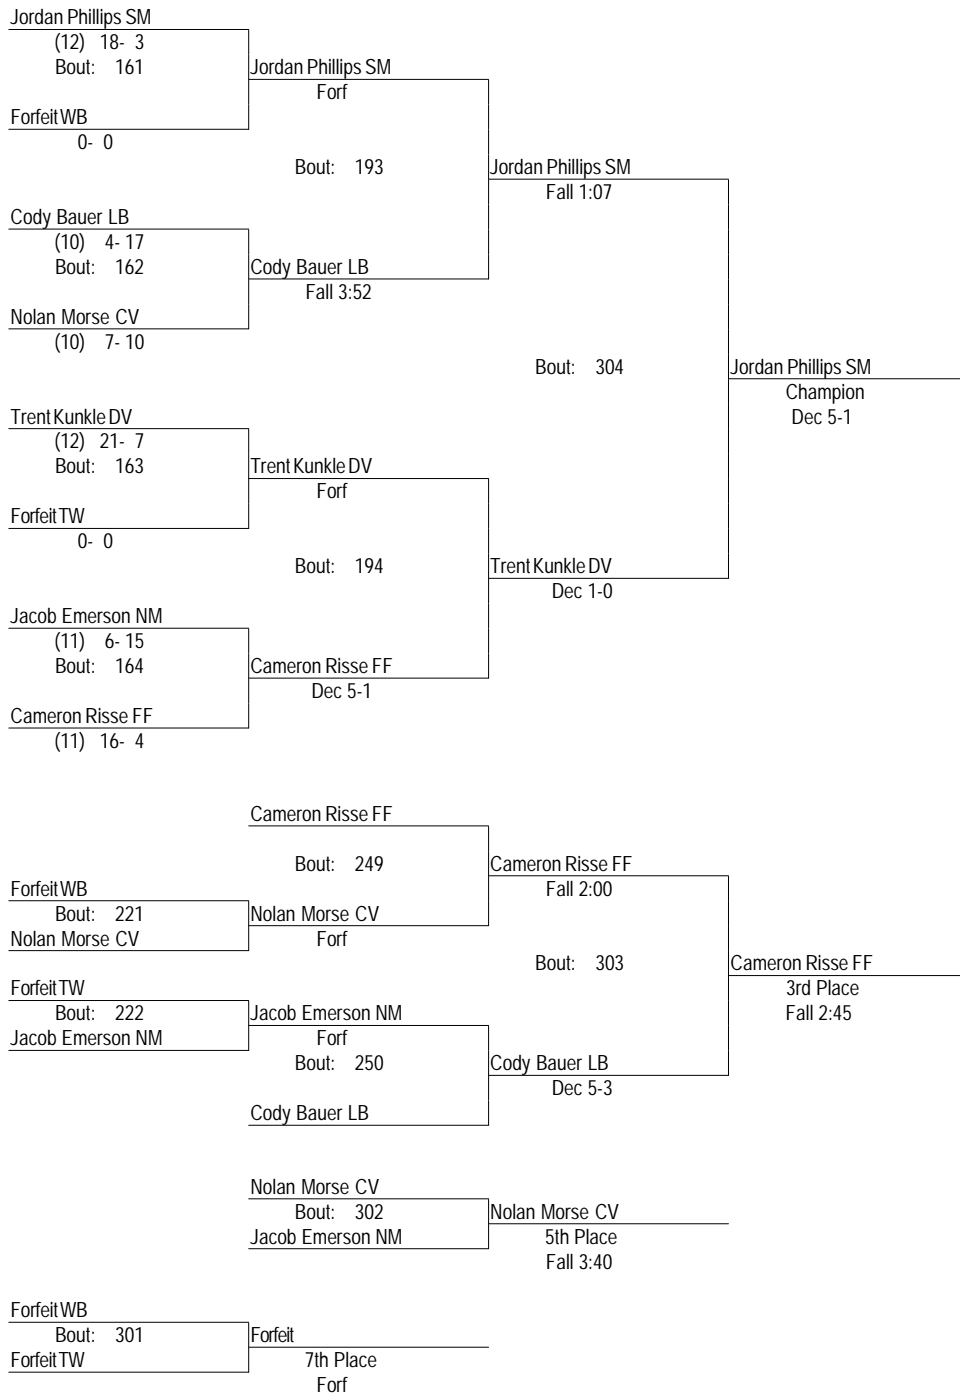 Jordan Phillips SM
(12) 18- 3
Bout: 161
Jordan Phillips SM
Forf
Forfeit WB
0- 0
Bout: 193
Jordan Phillips SM
Fall 1:07
Cody Bauer LB
(10) 4- 17
Bout: 162
Cody Bauer LB
Fall 3:52
Nolan Morse CV
(10) 7- 10
Bout: 304
Jordan Phillips SM
Champion
Dec 5-1
Trent Kunkle DV
(12) 21- 7
Bout: 163
Trent Kunkle DV
Forf
Forfeit TW
0- 0
Bout: 194
Trent Kunkle DV
Dec 1-0
Jacob Emerson NM
(11) 6- 15
Bout: 164
Cameron Risse FF
Dec 5-1
Cameron Risse FF
(11) 16- 4
Cameron Risse FF
Bout: 249
Cameron Risse FF
Fall 2:00
Forfeit WB
Bout: 221
Nolan Morse CV
Nolan Morse CV
Forf
Bout: 303
Cameron Risse FF
3rd Place
Fall 2:45
Forfeit TW
Bout: 222
Jacob Emerson NM
Jacob Emerson NM
Forf
Bout: 250
Cody Bauer LB
Dec 5-3
Cody Bauer LB
Nolan Morse CV
Bout: 302
Nolan Morse CV
Jacob Emerson NM
5th Place
Fall 3:40
Forfeit WB
Bout: 301
Forfeit
Forfeit TW
7th Place
Forf